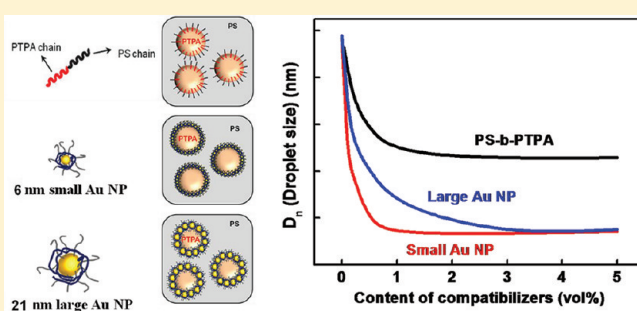 PTPA chain
PS chain
PS
PTPA
6 nm small Au NP
PS
PTPA
21 nm large Au NP
PS
PTPA
Dn (Droplet size) (nm)
PS-b-PTPA
Large Au NP
Small Au NP
0 1 2 3 4 5
Content of compatibilizers (vol%)